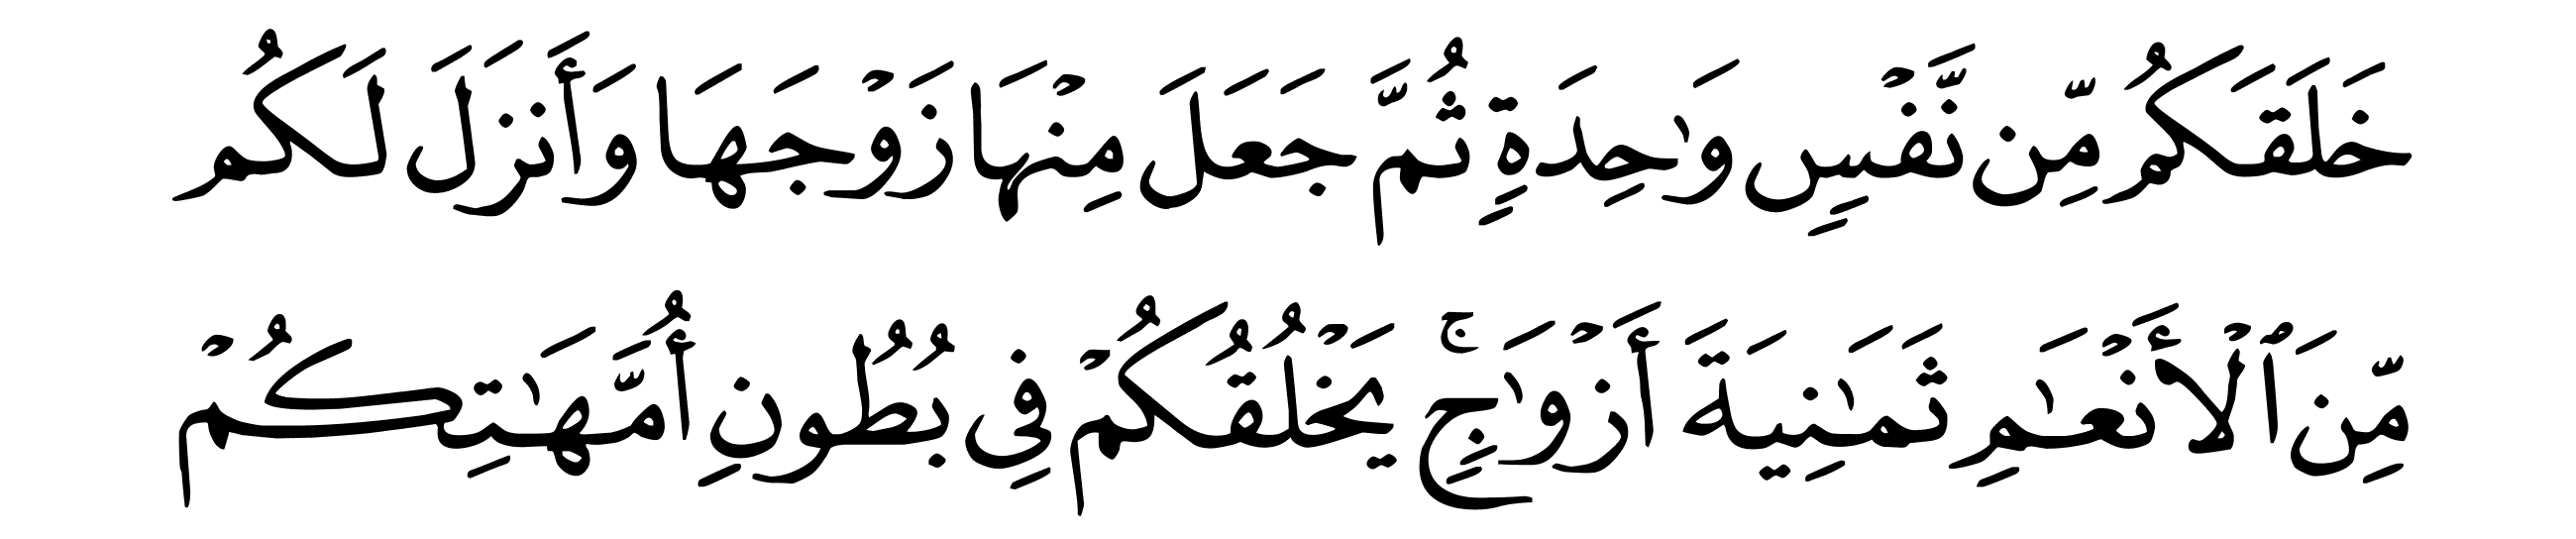 خَلَقَكُم مِّن نَّفْسٍ وَٰحِدَةٍ ثُمَّ جَعَلَ مِنْهَا زَوْجَهَا وَأَنزَلَ لَكُم
مِّنَ ٱلْأَنْعَـٰمِ ثَمَـٰنِيَةَ أَزْوَٰجٍ ۚ يَخْلُقُكُمْ فِى بُطُونِ أُمَّهَـٰتِكُمْ